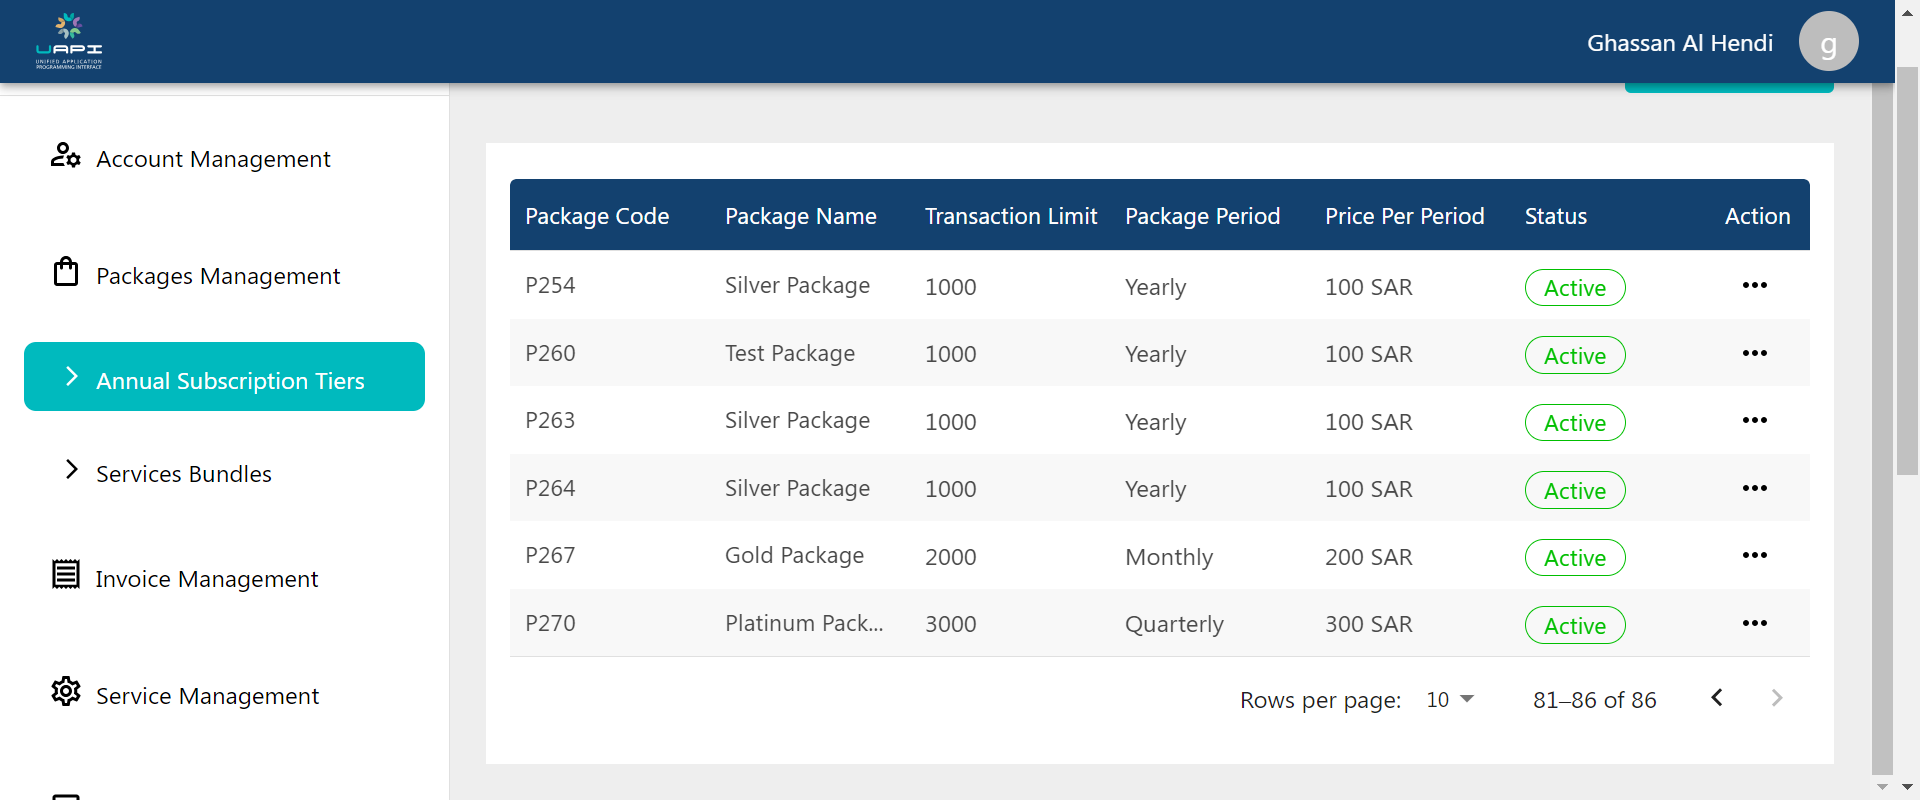 UAPI
UNIFIED APPLICATION
PROGRAMMING INTERFACE
Ghassan Al Hendi
g
Account Management
Packages Management
Annual Subscription Tiers
Services Bundles
Invoice Management
Service Management
Package Code Package Name Transaction Limit Package Period Price Per Period Status Action
P254 Silver Package 1000 Yearly 100 SAR Active
P260 Test Package 1000 Yearly 100 SAR Active
P263 Silver Package 1000 Yearly 100 SAR Active
P264 Silver Package 1000 Yearly 100 SAR Active
P267 Gold Package 2000 Monthly 200 SAR Active
P270 Platinum Pack... 3000 Quarterly 300 SAR Active
Rows per page: 10 81–86 of 86